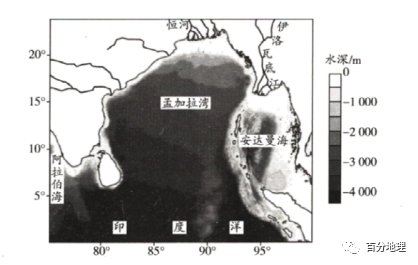 恒河
伊洛瓦底江
水深/m
20°
15°
10°
5°
孟加拉湾
安达曼海
阿拉伯海
印度洋
80°
85°
90°
95°
0
-1 000
-2 000
-3 000
-4 000
百分地理